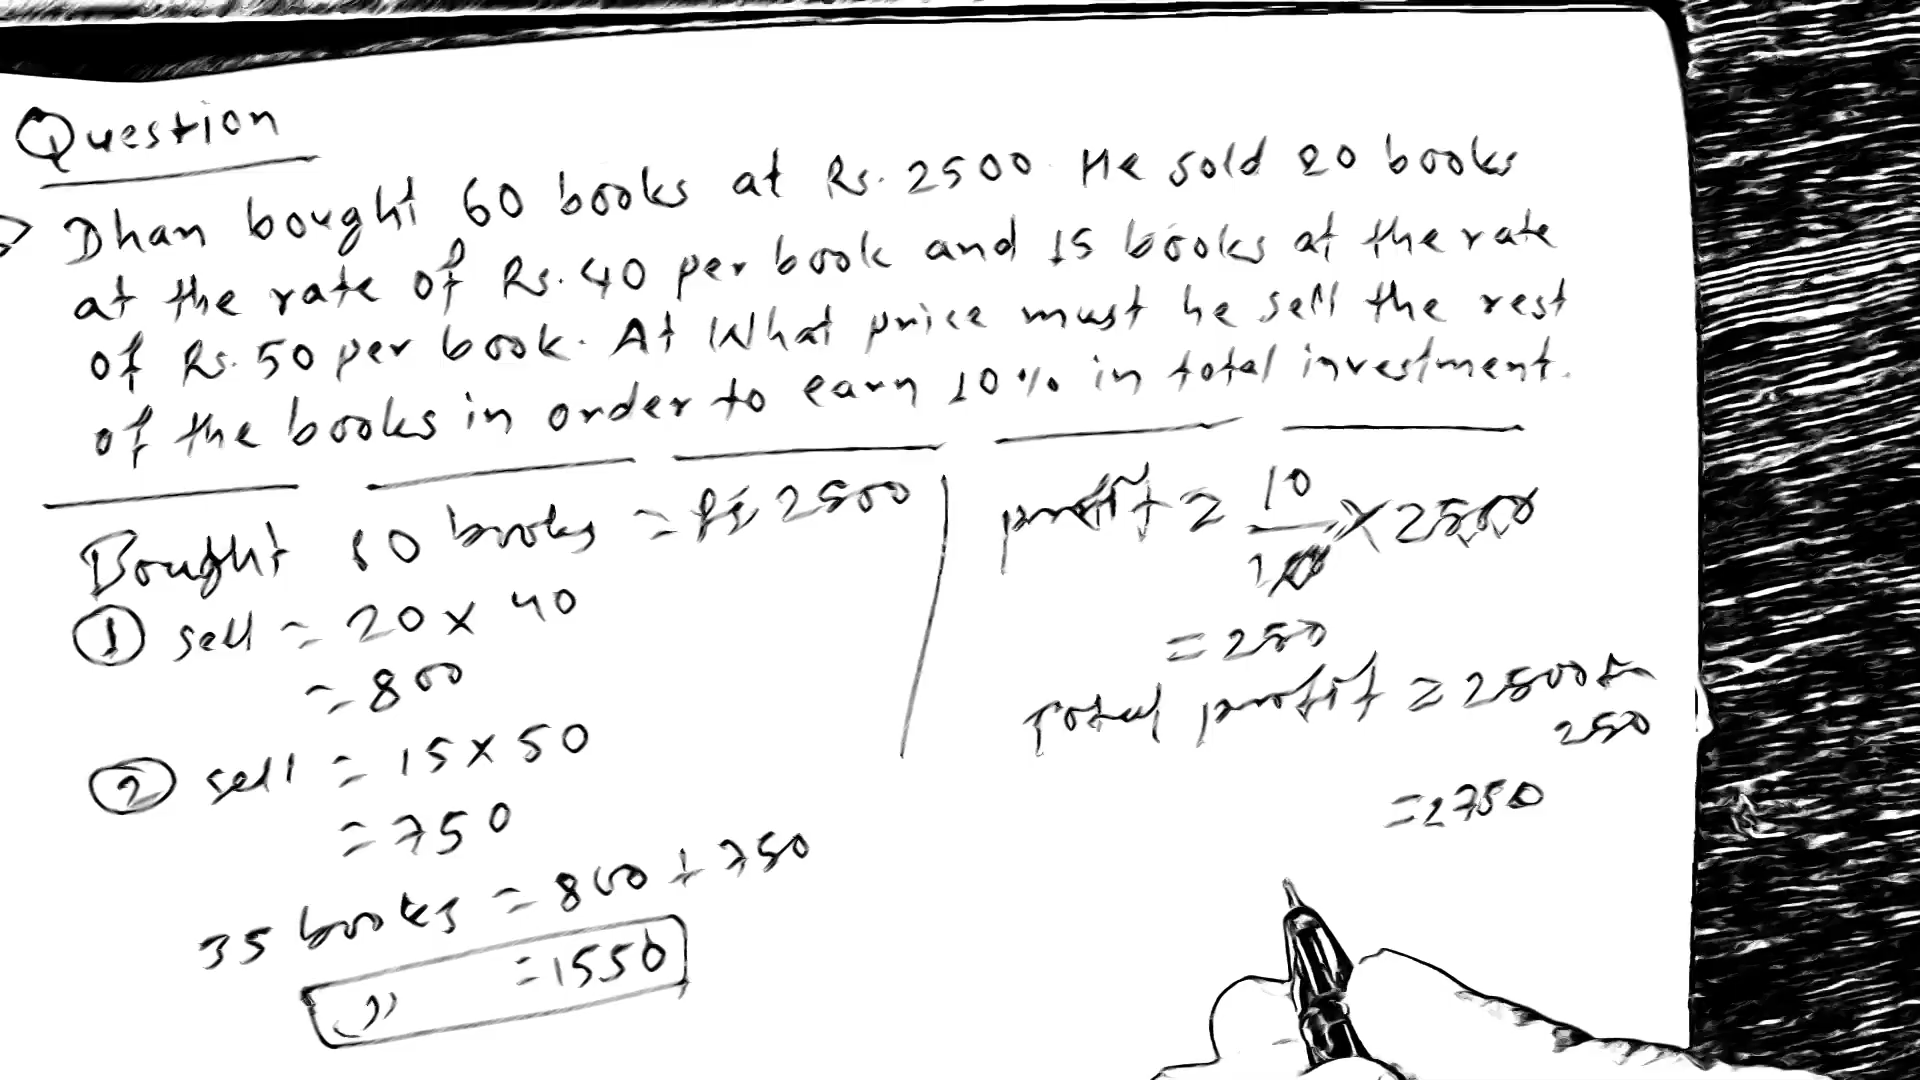 Question
Dhan bought 60 books at Rs. 2500. He sold 20 books
at the rate of Rs. 40 per book and 15 books at the rate
of Rs. 50 per book. At What price must he sell the rest
of the books in order to earn 10% in total investment.
Bought 60 books = Rs 2500
① sell = 20 x 40
= 800
② sell = 15 x 50
= 750
35 books = 800 + 750
" = 1550
profit = 10/100 x 2500
= 250
Total profit = 2500 +
250
= 2750